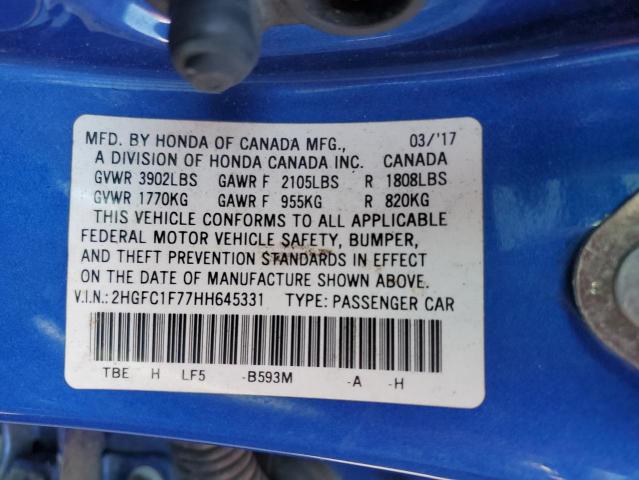 MFD. BY HONDA OF CANADA MFG., 03/'17
A DIVISION OF HONDA CANADA INC. CANADA
GVWR 3902LBS GAWR F 2105LBS R 1808LBS
GVWR 1770KG GAWR F 955KG R 820KG
THIS VEHICLE CONFORMS TO ALL APPLICABLE
FEDERAL MOTOR VEHICLE SAFETY, BUMPER,
AND THEFT PREVENTION STANDARDS IN EFFECT
ON THE DATE OF MANUFACTURE SHOWN ABOVE.
V.I.N.: 2HGFC1F77HH645331 TYPE: PASSENGER CAR
TBE H LF5 -B593M -A -H